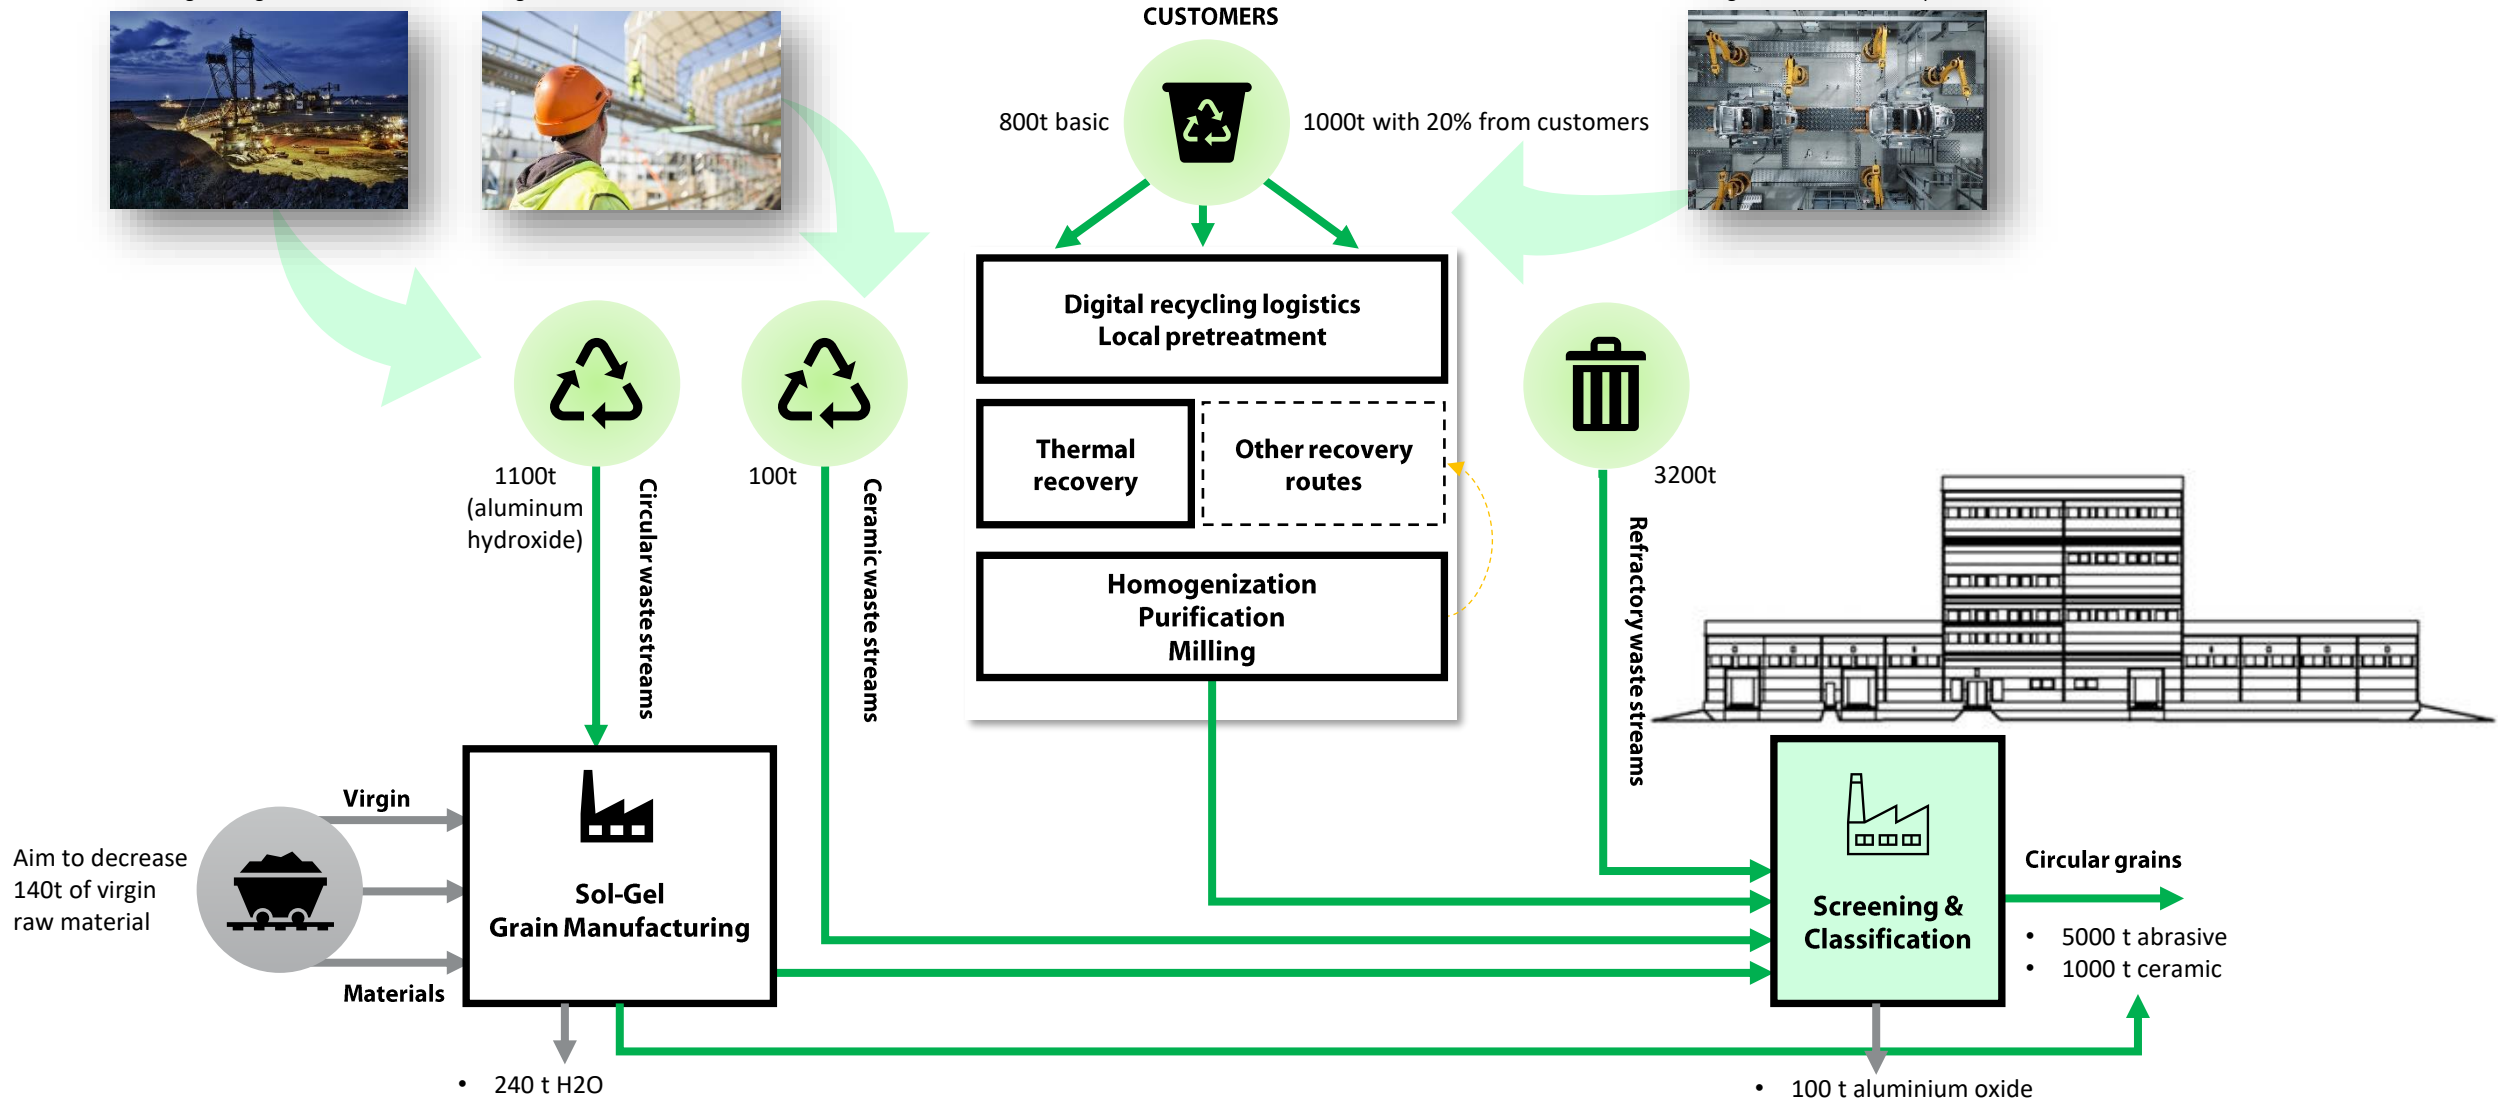 CUSTOMERS
800t basic
1000t with 20% from customers
Digital recycling logistics
Local pretreatment
Thermal
recovery
Other recovery
routes
Homogenization
Purification
Milling
1100t
(aluminum
hydroxide)
Circular waste streams
100t
Ceramic waste streams
3200t
Refractory waste streams
Virgin
Aim to decrease
140t of virgin
raw material
Materials
Sol-Gel
Grain Manufacturing
Screening &
Classification
Circular grains
• 5000 t abrasive
• 1000 t ceramic
• 240 t H2O
• 100 t aluminium oxide